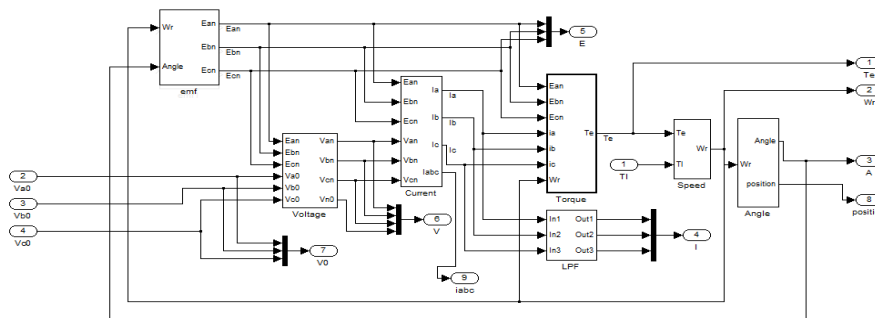 Wr
Angle
Ean
Ebn
Ecn
emf
Ean
Ebn
Ecn
5
E
Ean
Ebn
Ecn
Van
Vbn
Vcn
Ia
Ib
Ic
Iabc
Current
Ia
Ib
Ic
Ean
Ebn
Ecn
ia
ib
ic
Wr
Te
Torque
Te
1
Te
2
Wr
Te
Tl
Wr
Speed
1
Tl
Wr
Angle
position
Angle
3
A
8
positi
Ean
Ebn
Ecn
Va0
Vb0
Vc0
Van
Vbn
Vcn
Vn0
Voltage
2
Va0
3
Vb0
4
Vc0
6
V
7
V0
9
iabc
In1
In2
In3
Out1
Out2
Out3
LPF
4
I